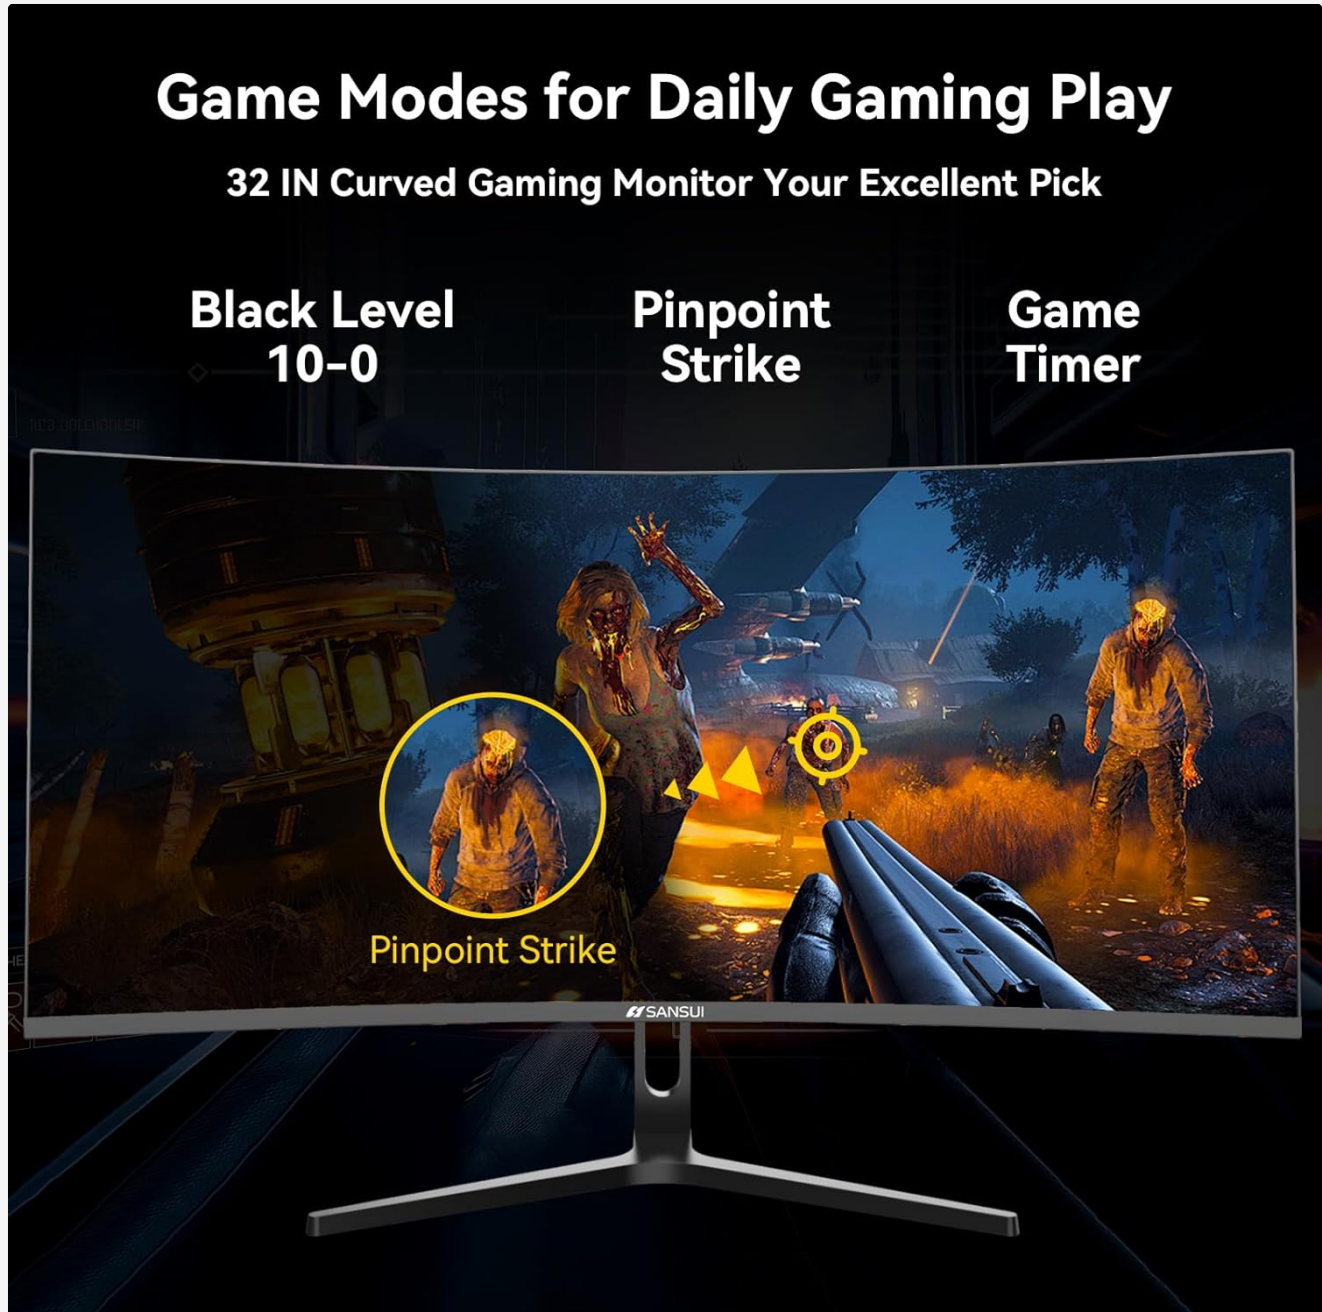 Game Modes for Daily Gaming Play
32 IN Curved Gaming Monitor Your Excellent Pick
Black Level
10-0
Pinpoint
Strike
Game
Timer
Pinpoint Strike
SANSUI